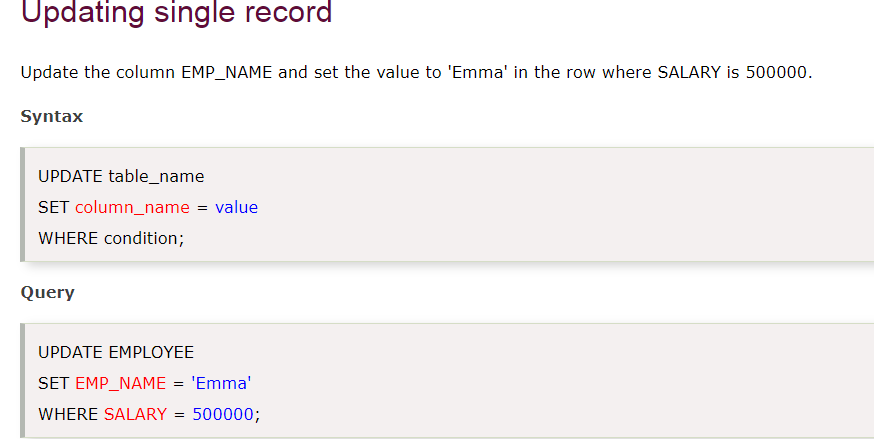 Updating single record
Update the column EMP_NAME and set the value to 'Emma' in the row where SALARY is 500000.
Syntax
UPDATE table_name
SET column_name = value
WHERE condition;
Query
UPDATE EMPLOYEE
SET EMP_NAME = 'Emma'
WHERE SALARY = 500000;